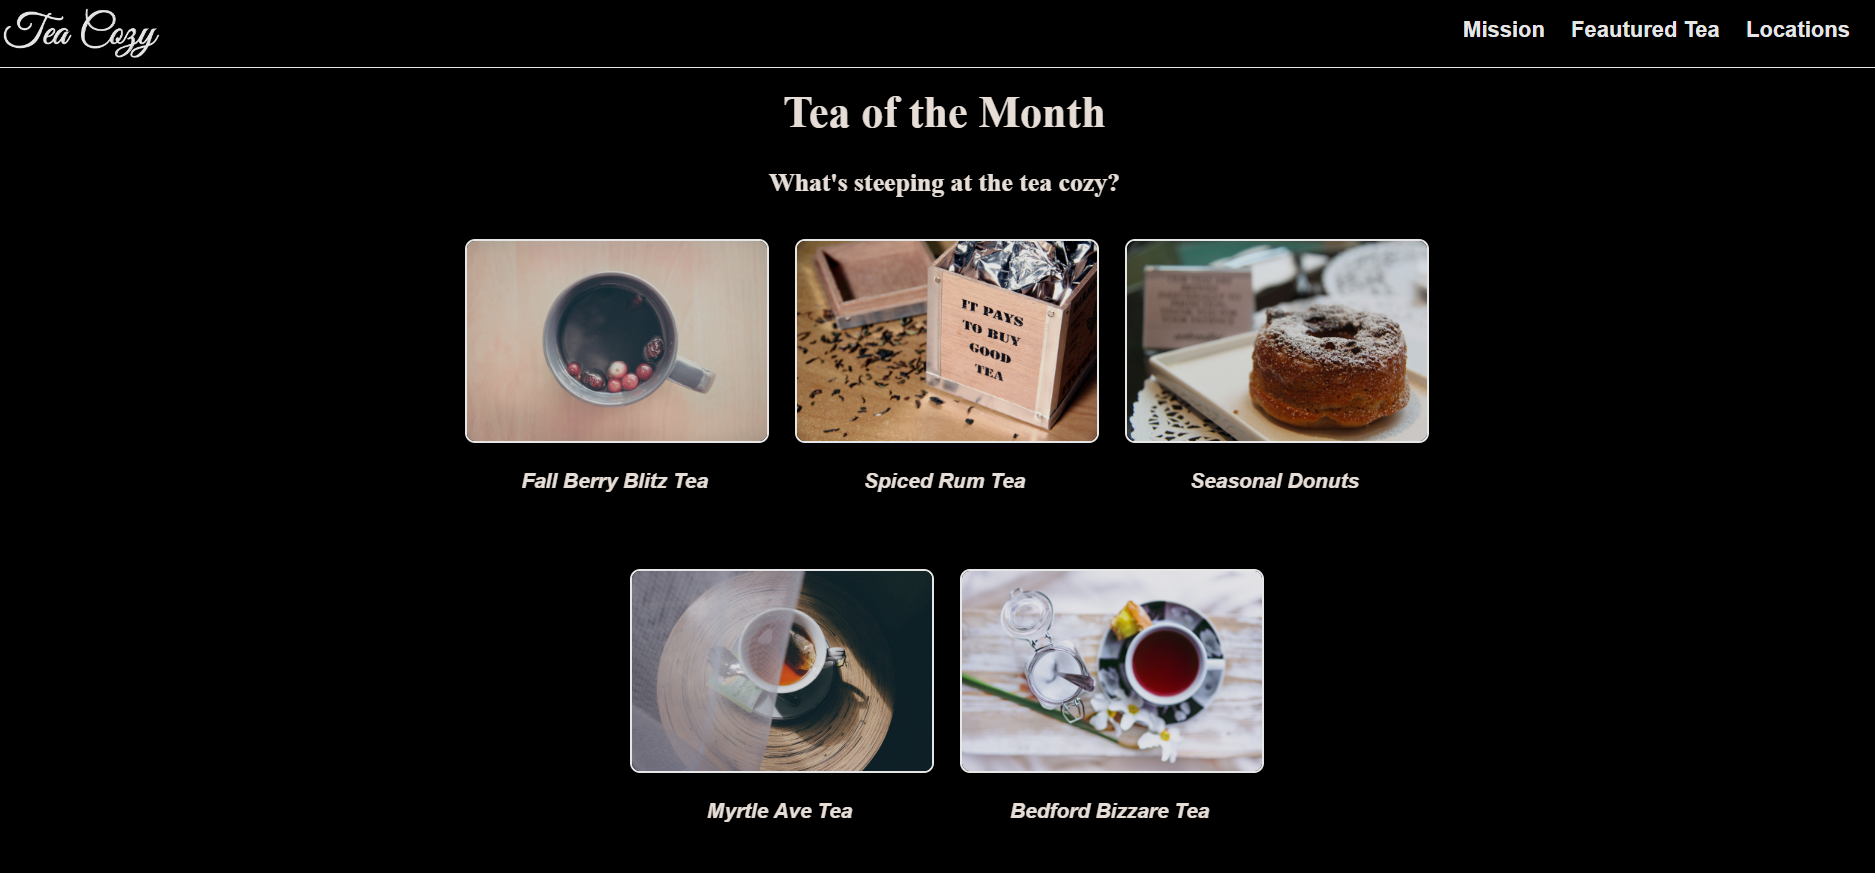 Tea Cozy
Mission Feautured Tea Locations
Tea of the Month
What's steeping at the tea cozy?
IT PAYS
TO BUY
GOOD
TEA
Fall Berry Blitz Tea
Spiced Rum Tea
Seasonal Donuts
Myrtle Ave Tea
Bedford Bizzare Tea